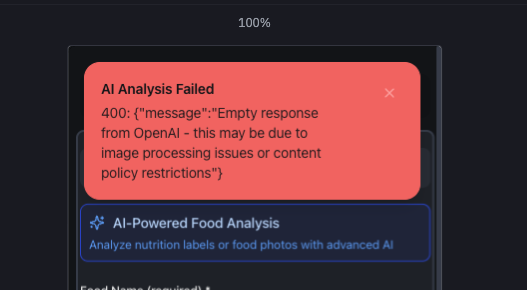 100%
AI Analysis Failed
400: {"message":"Empty response
from OpenAI - this may be due to
image processing issues or content
policy restrictions"}
AI-Powered Food Analysis
Analyze nutrition labels or food photos with advanced AI
Food Name (required) *